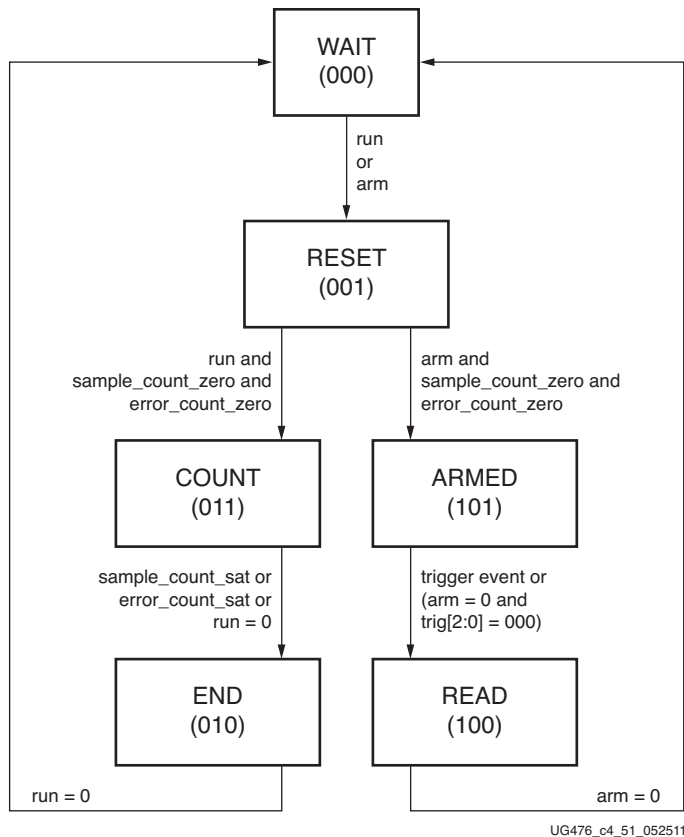 WAIT
(000)
run
or
arm
RESET
(001)
run and
sample_count_zero and
error_count_zero
arm and
sample_count_zero and
error_count_zero
COUNT
(011)
ARMED
(101)
sample_count_sat or
error_count_sat or
run = 0
trigger event or
(arm = 0 and
trig[2:0] = 000)
END
(010)
READ
(100)
run = 0
arm = 0
UG476_c4_51_052511